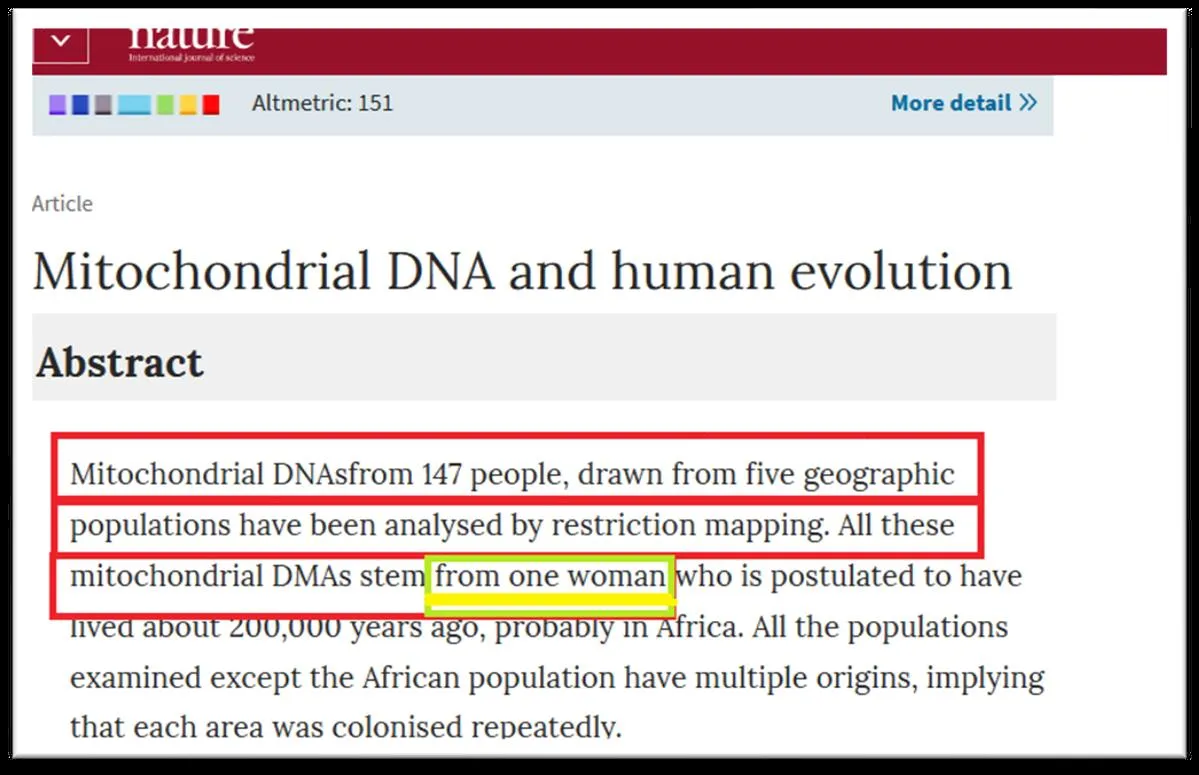 nature
International journal of science
Altmetric: 151
More detail »
Article
Mitochondrial DNA and human evolution
Abstract
Mitochondrial DNAsfrom 147 people, drawn from five geographic
populations have been analysed by restriction mapping. All these
mitochondrial DMAs stem from one woman who is postulated to have
lived about 200,000 years ago, probably in Africa. All the populations
examined except the African population have multiple origins, implying
that each area was colonised repeatedly.